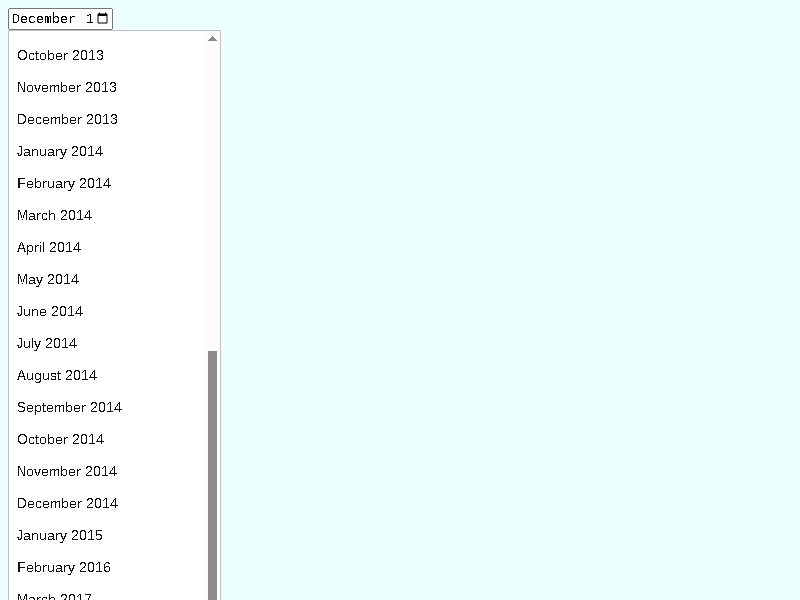 December 1
October 2013
November 2013
December 2013
January 2014
February 2014
March 2014
April 2014
May 2014
June 2014
July 2014
August 2014
September 2014
October 2014
November 2014
December 2014
January 2015
February 2016
March 2017